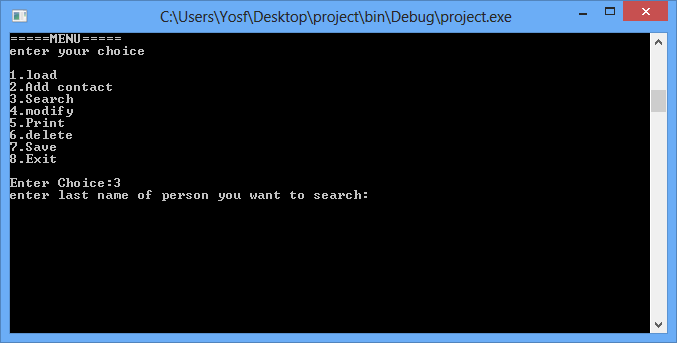 C:\Users\Yosf\Desktop\project\bin\Debug\project.exe
=====MENU=====
enter your choice
1.load
2.Add contact
3.Search
4.modify
5.Print
6.delete
7.Save
8.Exit
Enter Choice:3
enter last name of person you want to search: